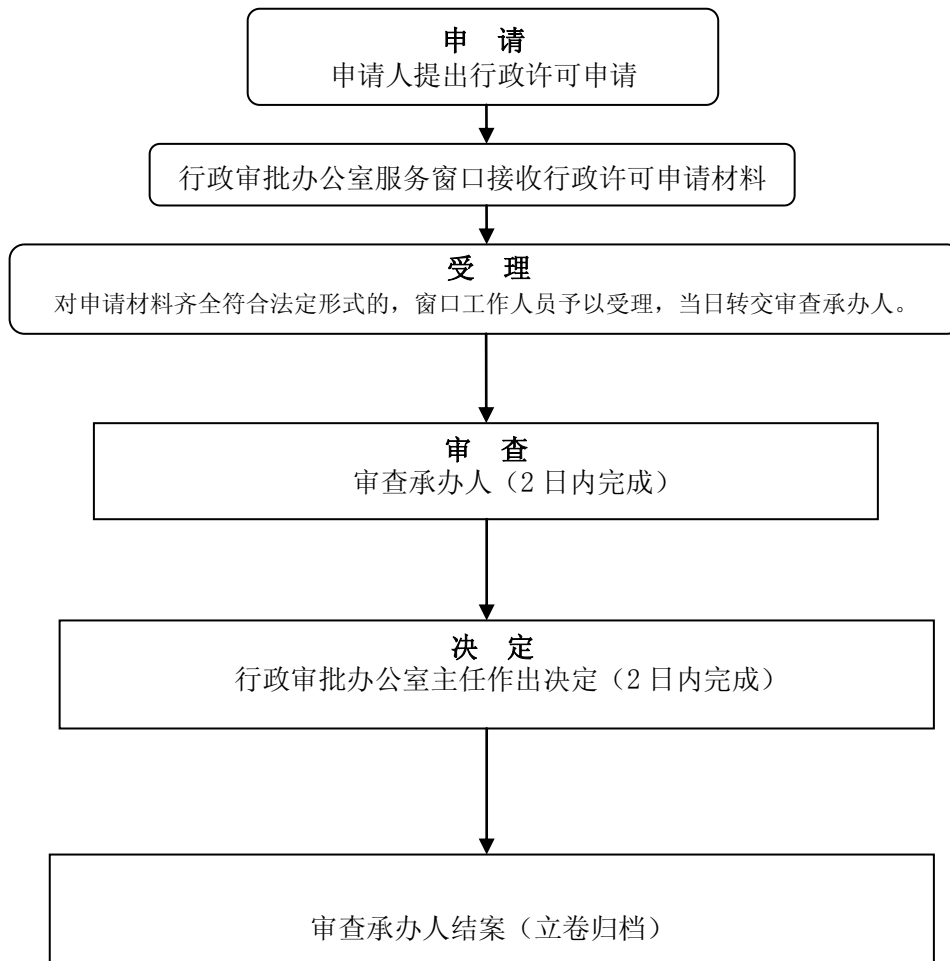 申 请
申请人提出行政许可申请
行政审批办公室服务窗口接收行政许可申请材料
受 理
对申请材料齐全符合法定形式的，窗口工作人员予以受理，当日转交审查承办人。
审 查
审查承办人（2 日内完成）
决 定
行政审批办公室主任作出决定（2 日内完成）
审查承办人结案（立卷归档）